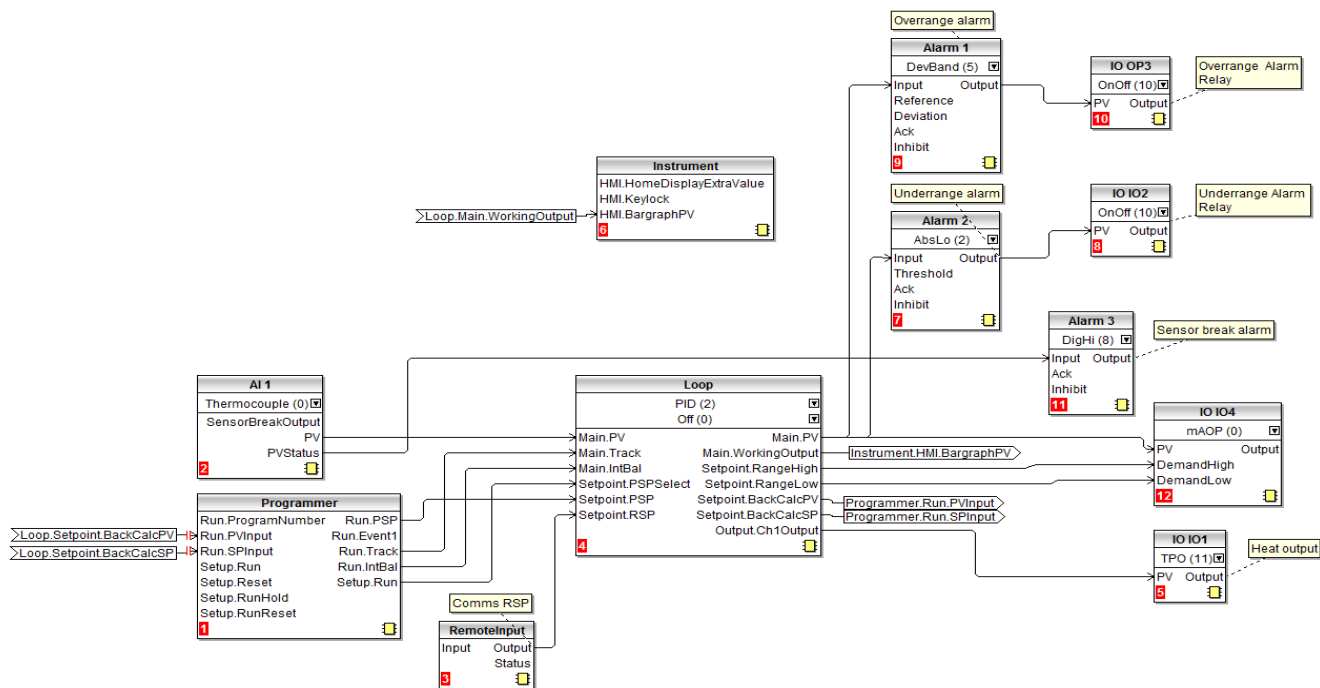 Overrange alarm
Alarm 1
DevBand (5)
Input Output
Reference
Deviation
Ack
Inhibit
9
IO OP3
OnOff (10)
PV Output
10
Overrange Alarm
Relay
Instrument
HMI.HomeDisplayExtraValue
HMI.Keylock
HMI.BargraphPV
6
Loop.Main.WorkingOutput
Underrange alarm
Alarm 2
AbsLo (2)
Input Output
Threshold
Ack
Inhibit
7
IO IO2
OnOff (10)
PV Output
8
Underrange Alarm
Relay
Alarm 3
DigHi (8)
Input Output
Ack
Inhibit
11
Sensor break alarm
AI 1
Thermocouple (0)
SensorBreakOutput
PV
PVStatus
2
Loop
PID (2)
Off (0)
Main.PV Main.PV
Main.Track Main.WorkingOutput
Main.IntBal Setpoint.RangeHigh
Setpoint.PSPSelect Setpoint.RangeLow
Setpoint.PSP Setpoint.BackCalcPV
Setpoint.RSP Setpoint.BackCalcSP
Output.Ch1Output
4
Instrument.HMI.BargraphPV
Programmer.Run.PVInput
Programmer.Run.SPInput
IO IO4
mAOP (0)
PV Output
DemandHigh
DemandLow
12
Programmer
Run.ProgramNumber Run.PSP
Run.PVInput Run.Event1
Run.SPInput Run.Track
Setup.Run Run.IntBal
Setup.Reset Setup.Run
Setup.RunHold
Setup.RunReset
1
Loop.Setpoint.BackCalcPV
Loop.Setpoint.BackCalcSP
IO IO1
TPO (11)
PV Output
5
Heat output
Comms RSP
RemoteInput
Input Output
Status
3